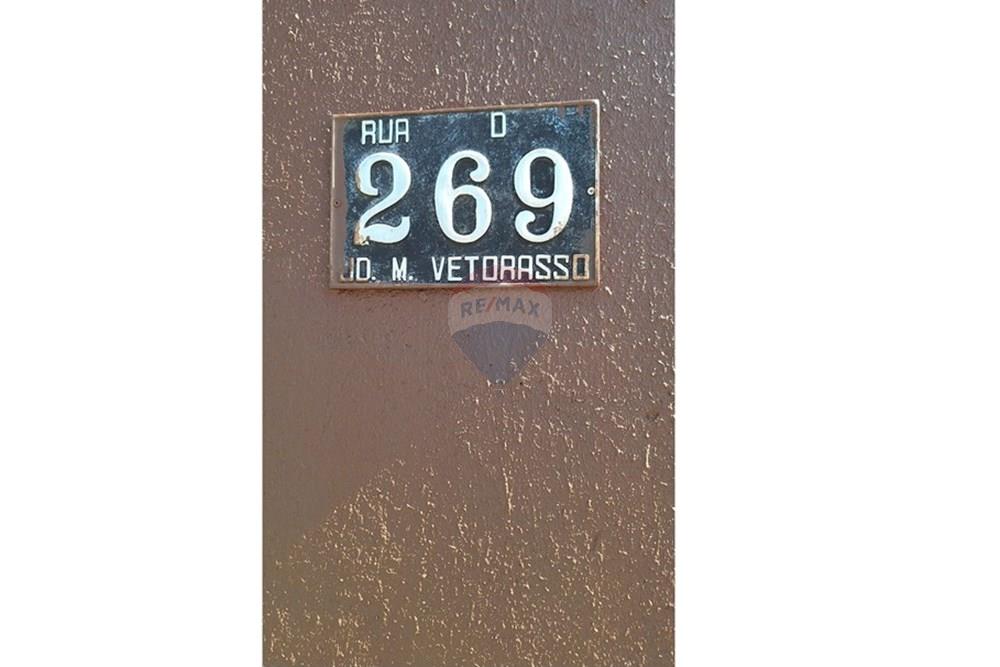 RUA D
269
JD. M. VETORASSO
RE/MAX